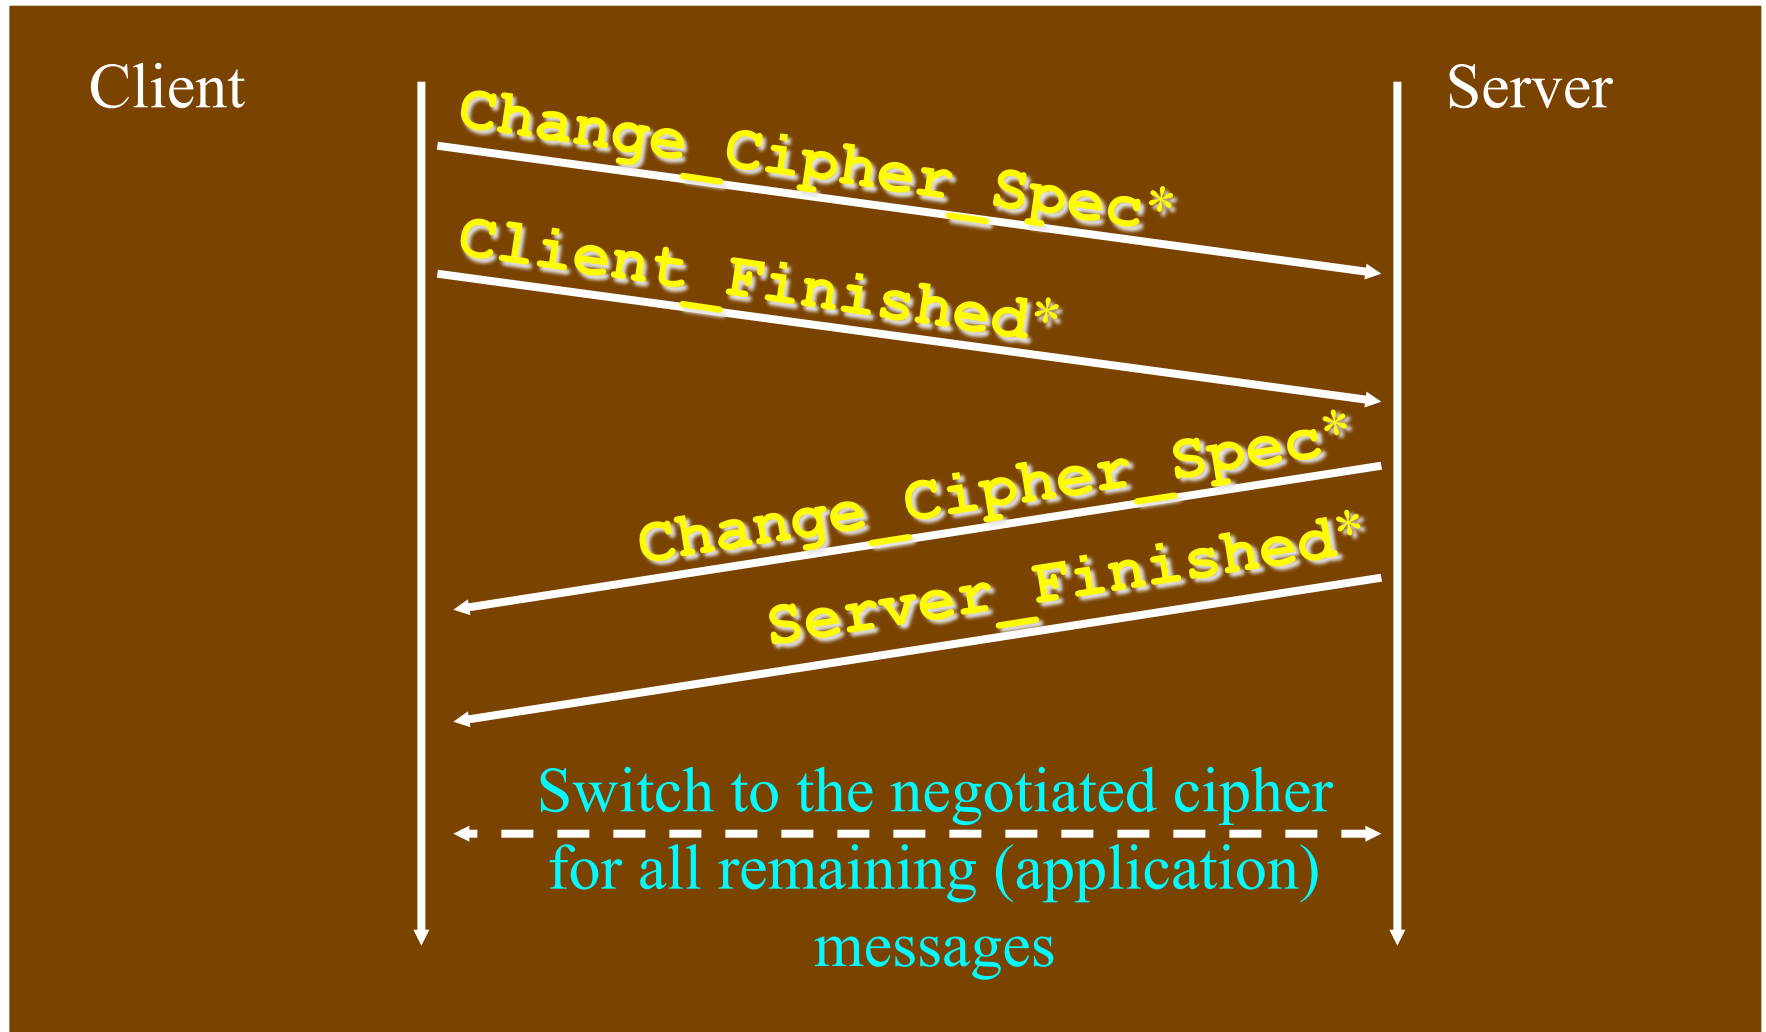 Client
Server
Change_Cipher_Spec*
Client_Finished*
Change_Cipher_Spec*
Server_Finished*
Switch to the negotiated cipher
for all remaining (application)
messages